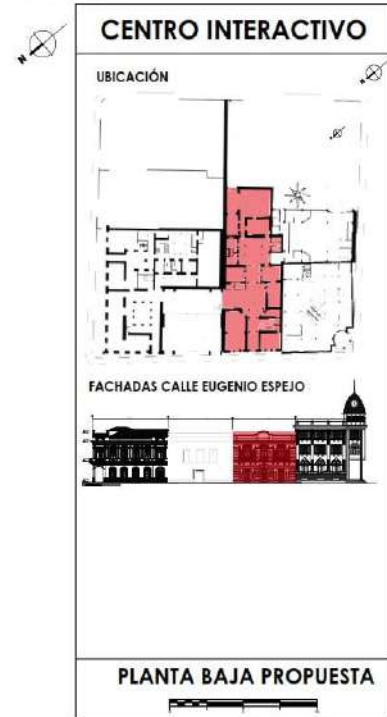 N
CENTRO INTERACTIVO
UBICACIÓN
FACHADAS CALLE EUGENIO ESPEJO
PLANTA BAJA PROPUESTA